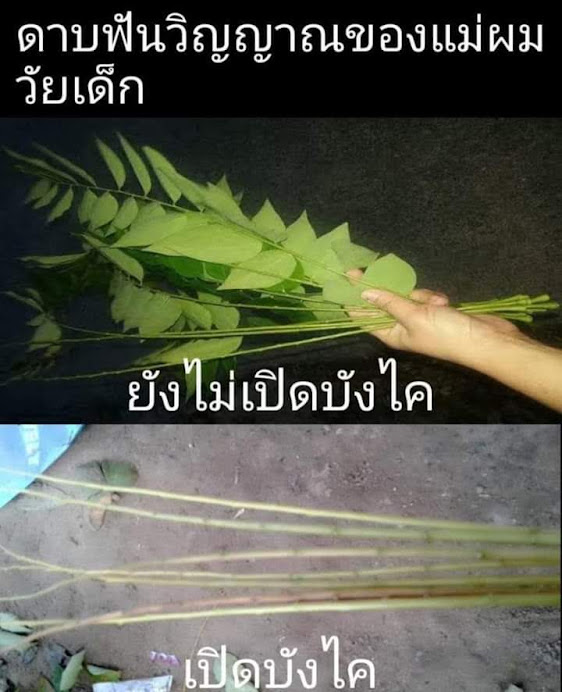 ดาบฟันวิญญาณของแม่ผม
วัยเด็ก
ยังไม่เปิดบังไค
เปิดบังไค